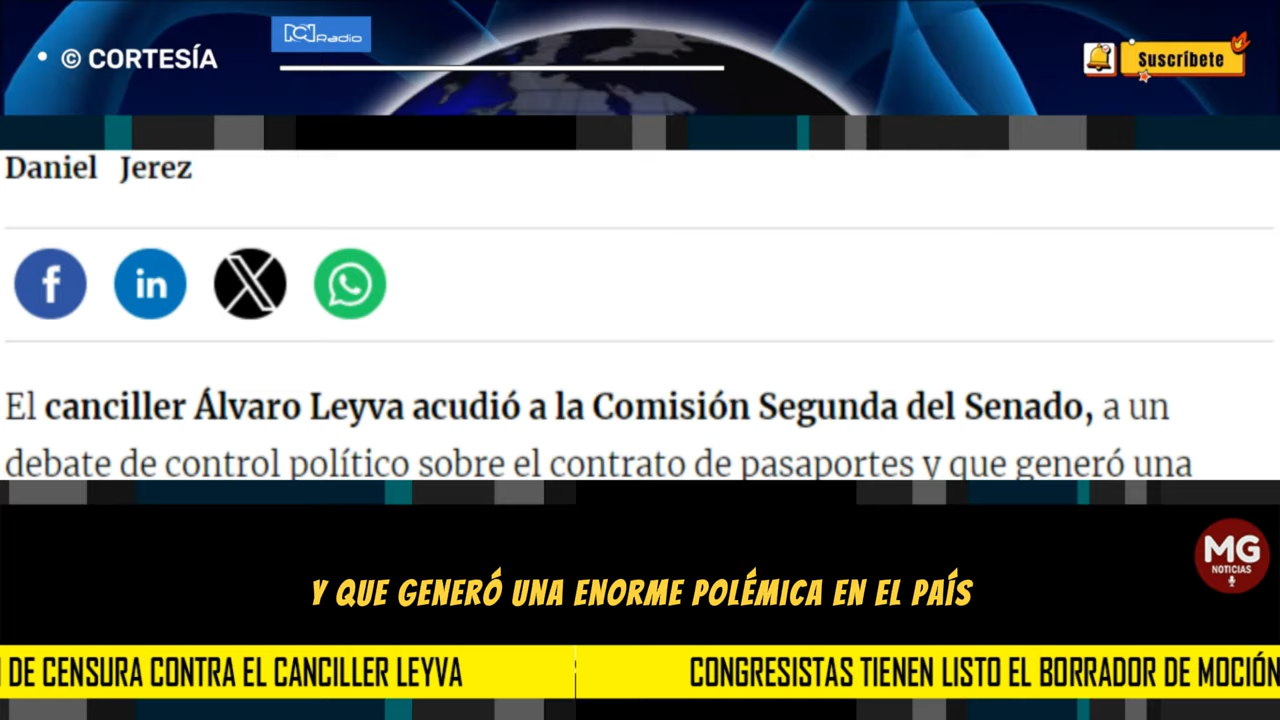 © CORTESÍA
RCN Radio
Suscríbete
Daniel Jerez
El canciller Álvaro Leyva acudió a la Comisión Segunda del Senado, a un
debate de control político sobre el contrato de pasaportes y que generó una
MG
NOTICIAS
Y QUE GENERÓ UNA ENORME POLÉMICA EN EL PAÍS
DE CENSURA CONTRA EL CANCILLER LEYVA
CONGRESISTAS TIENEN LISTO EL BORRADOR DE MOCIÓN